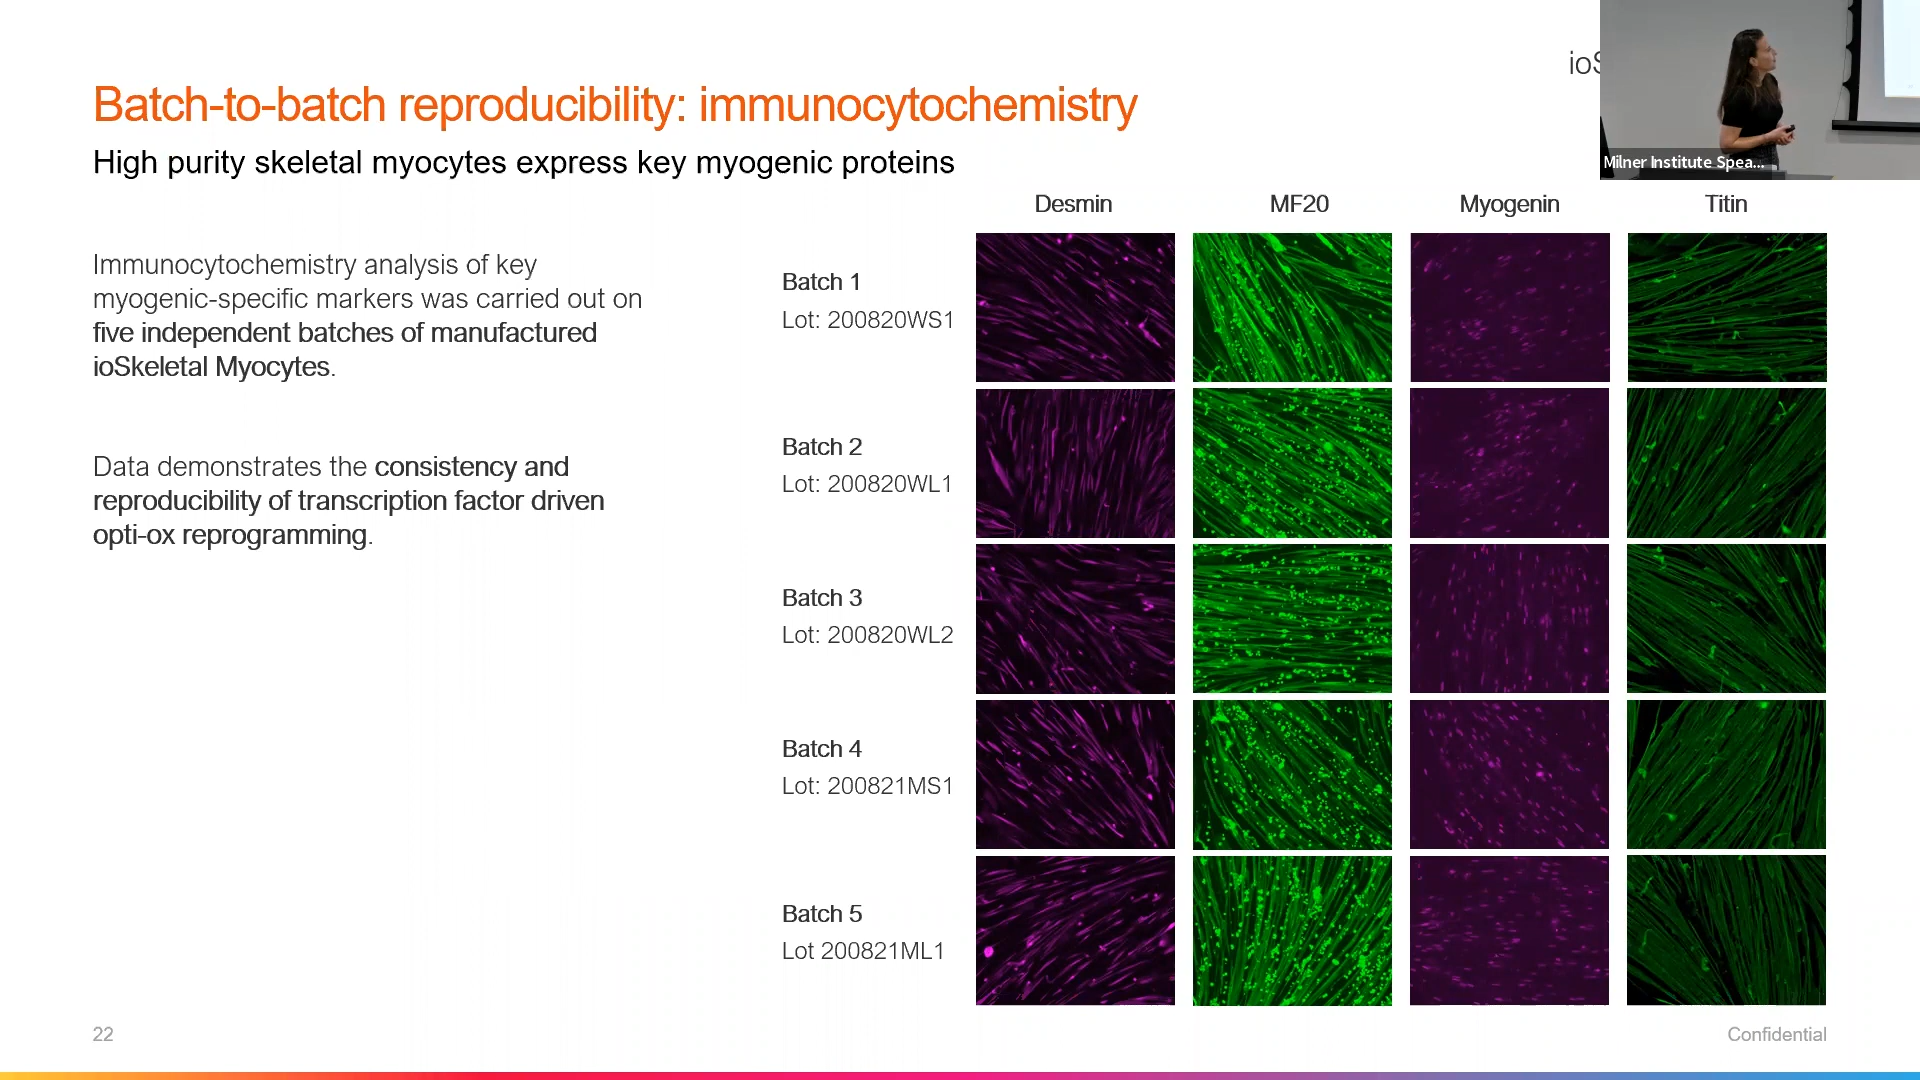 ioS
Batch-to-batch reproducibility: immunocytochemistry
High purity skeletal myocytes express key myogenic proteins
Milner Institute Spea...
Immunocytochemistry analysis of key
myogenic-specific markers was carried out on
five independent batches of manufactured
ioSkeletal Myocytes.
Data demonstrates the consistency and
reproducibility of transcription factor driven
opti-ox reprogramming.
Desmin MF20 Myogenin Titin
Batch 1
Lot: 200820WS1
Batch 2
Lot: 200820WL1
Batch 3
Lot: 200820WL2
Batch 4
Lot: 200821MS1
Batch 5
Lot 200821ML1
22
Confidential